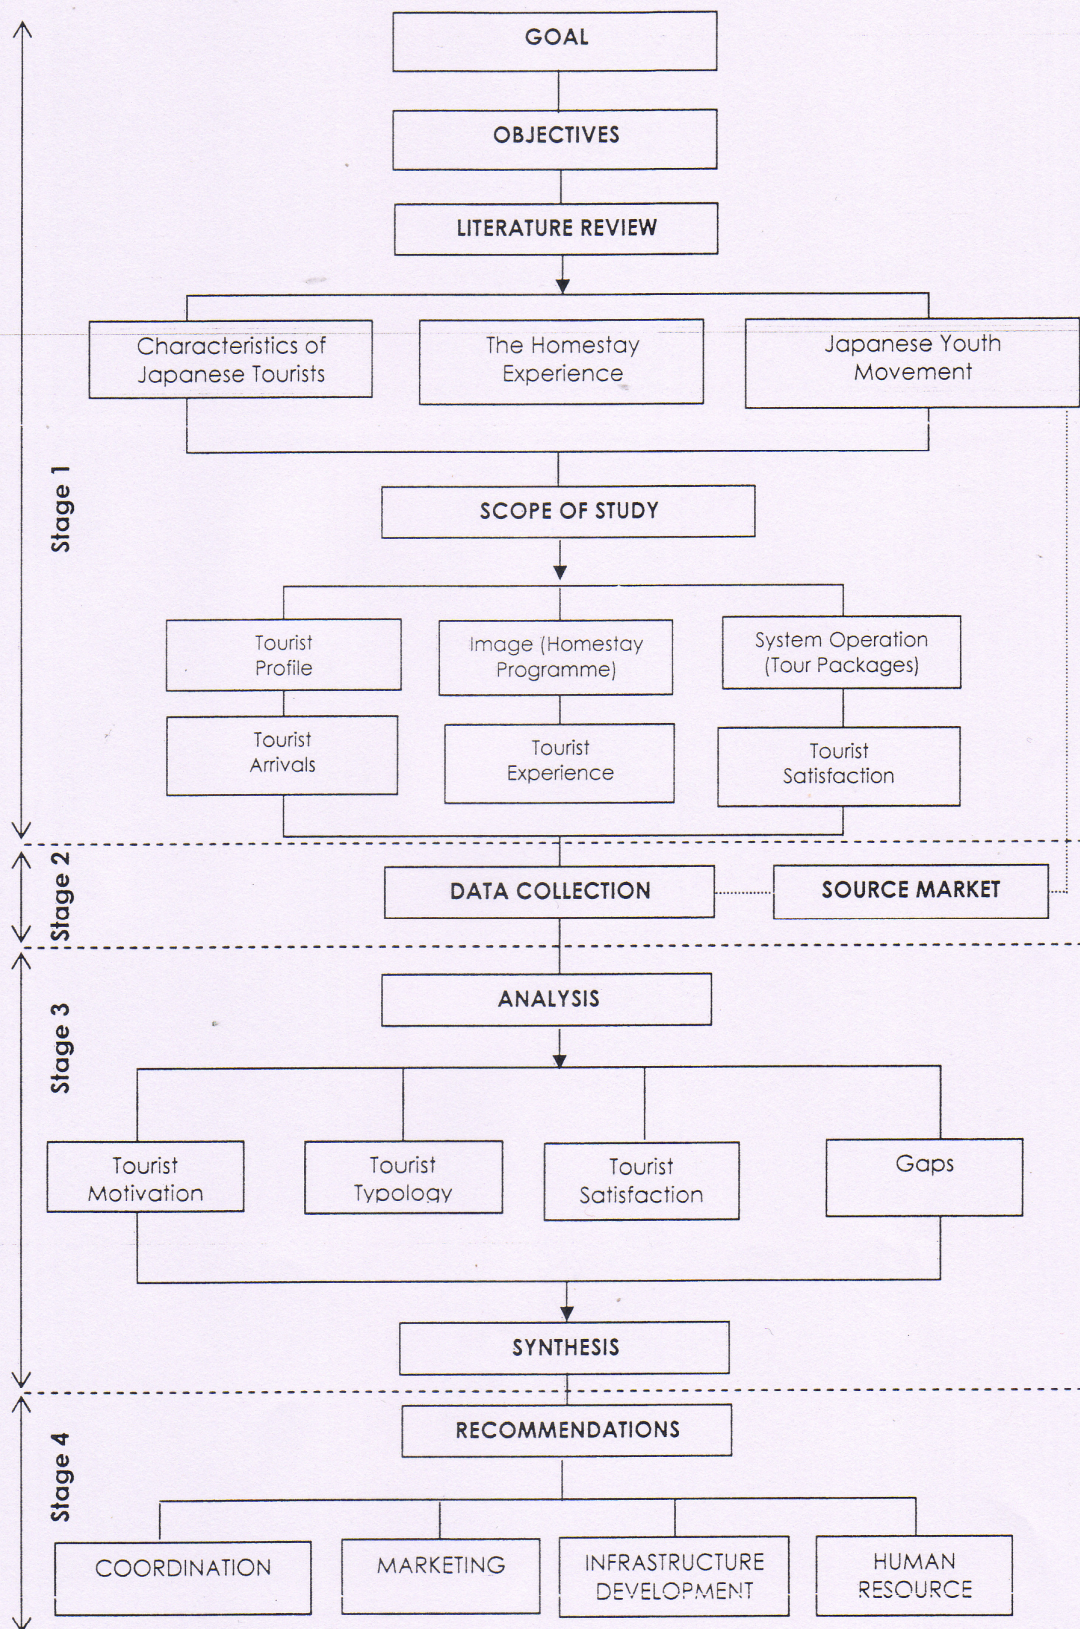 GOAL
OBJECTIVES
LITERATURE REVIEW
Characteristics of
Japanese Tourists
The Homestay
Experience
Japanese Youth
Movement
Stage 1
SCOPE OF STUDY
Tourist
Profile
Image (Homestay
Programme)
System Operation
(Tour Packages)
Tourist
Arrivals
Tourist
Experience
Tourist
Satisfaction
Stage 2
DATA COLLECTION
SOURCE MARKET
Stage 3
ANALYSIS
Tourist
Motivation
Tourist
Typology
Tourist
Satisfaction
Gaps
SYNTHESIS
Stage 4
RECOMMENDATIONS
COORDINATION
MARKETING
INFRASTRUCTURE
DEVELOPMENT
HUMAN
RESOURCE